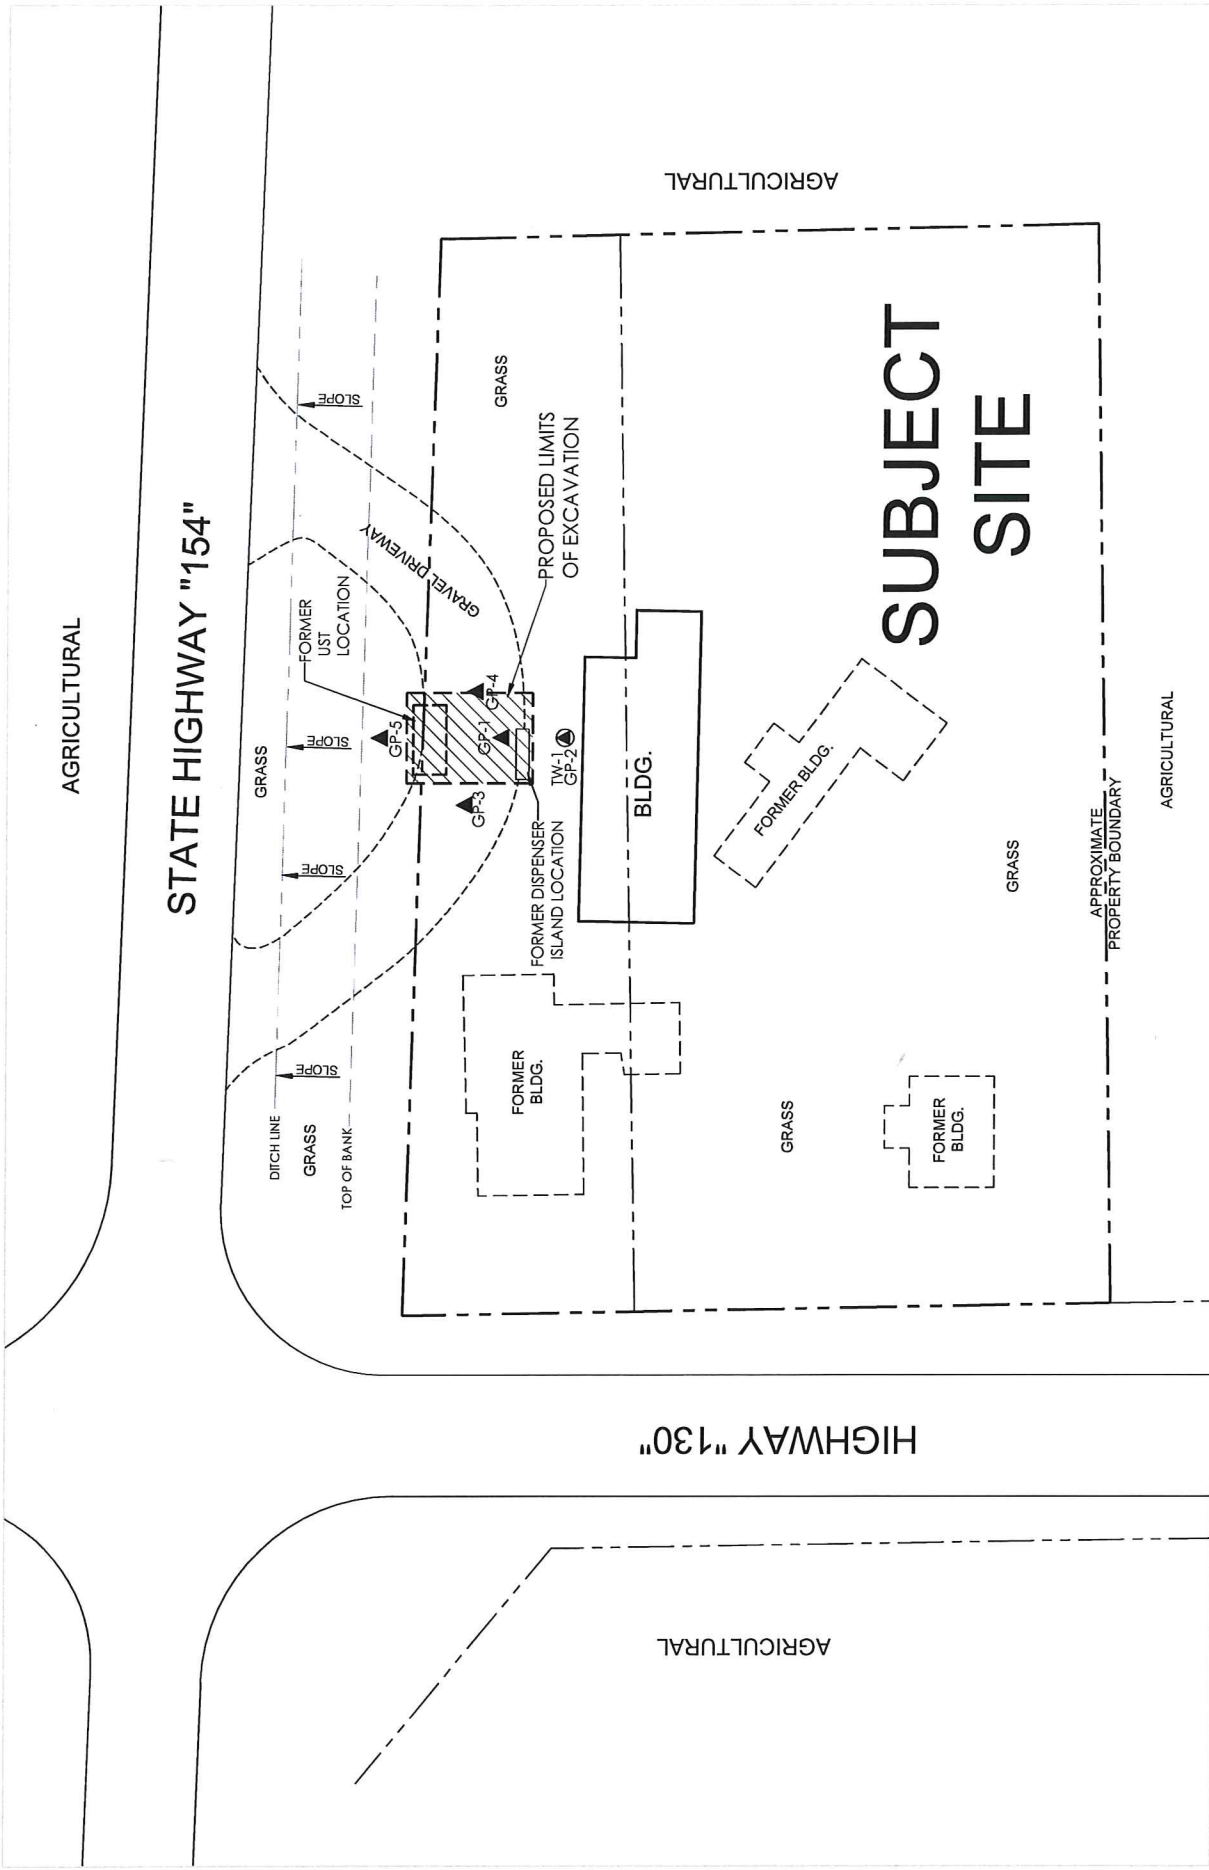 AGRICULTURAL
STATE HIGHWAY "154"
DITCH LINE
GRASS
TOP OF BANK
SLOPE
SLOPE
GRASS
SLOPE
SLOPE
FORMER
UST
LOCATION
GRAVEL DRIVEWAY
GP-5
GP-3
GP-1
GP-4
TW-1
GP-2
GRASS
PROPOSED LIMITS
OF EXCAVATION
FORMER DISPENSER
ISLAND LOCATION
FORMER
BLDG.
BLDG.
AGRICULTURAL
FORMER BLDG.
SUBJECT
SITE
GRASS
FORMER
BLDG.
GRASS
APPROXIMATE
PROPERTY BOUNDARY
AGRICULTURAL
HIGHWAY "130"
AGRICULTURAL